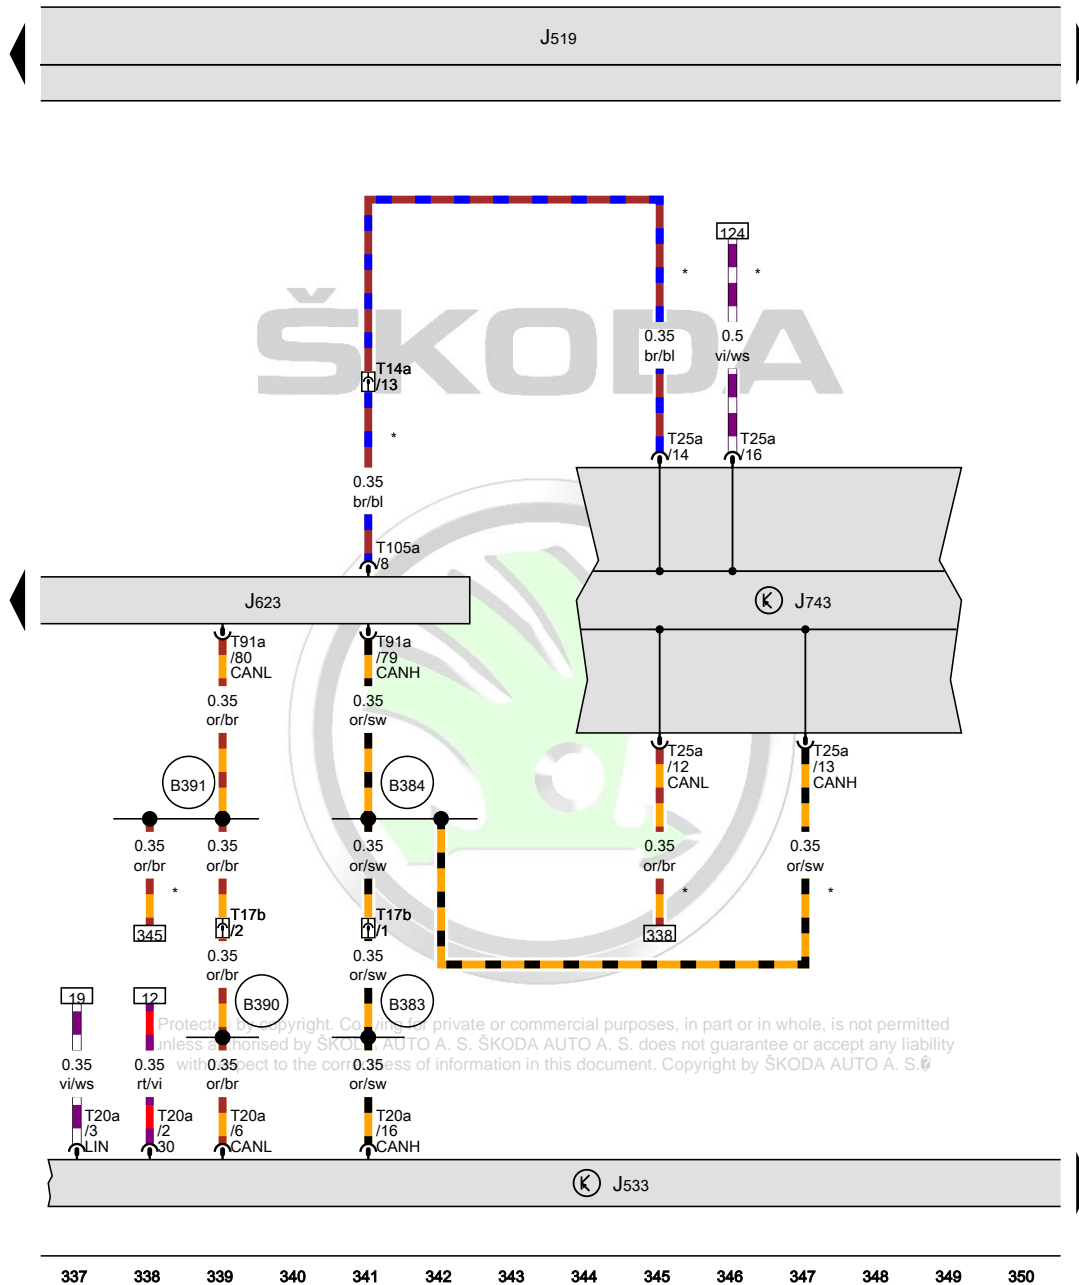 J519
124
ŠKODA
0.35
br/bl
*
0.5
vi/ws
*
T14a
/13
*
T25a
/14
T25a
/16
0.35
br/bl
T105a
/8
J623
J743
T91a
/80
CANL
T91a
/79
CANH
0.35
or/br
0.35
or/sw
T25a
/12
CANL
T25a
/13
CANH
B391
B384
0.35
or/br
*
0.35
or/br
0.35
or/sw
0.35
or/br
*
0.35
or/sw
*
345
T17b
/2
T17b
/1
338
0.35
or/br
0.35
or/sw
19
12
B390
B383
Protected by copyright. Copying for private or commercial purposes, in part or in whole, is not permitted
unless authorised by ŠKODA AUTO A. S. ŠKODA AUTO A. S. does not guarantee or accept any liability
with respect to the correctness of information in this document. Copyright by ŠKODA AUTO A. S.�
0.35
vi/ws
0.35
rt/vi
0.35
or/br
0.35
or/sw
T20a
/3
LIN
T20a
/2
30
T20a
/6
CANL
T20a
/16
CANH
J533
337 338 339 340 341 342 343 344 345 346 347 348 349 350